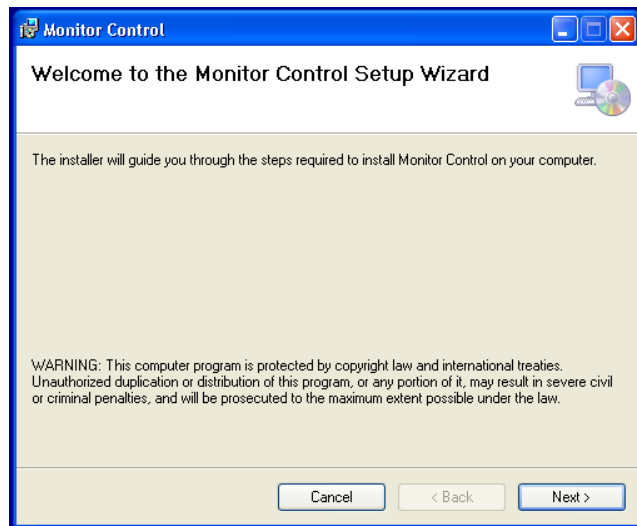 Monitor Control
Welcome to the Monitor Control Setup Wizard
The installer will guide you through the steps required to install Monitor Control on your computer.
WARNING: This computer program is protected by copyright law and international treaties.
Unauthorized duplication or distribution of this program, or any portion of it, may result in severe civil
or criminal penalties, and will be prosecuted to the maximum extent possible under the law.
Cancel < Back Next >